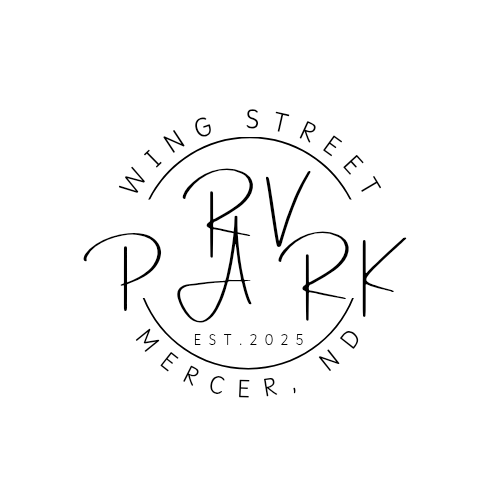 WING STREET
RV
PARK
EST.2025
MERCER, ND